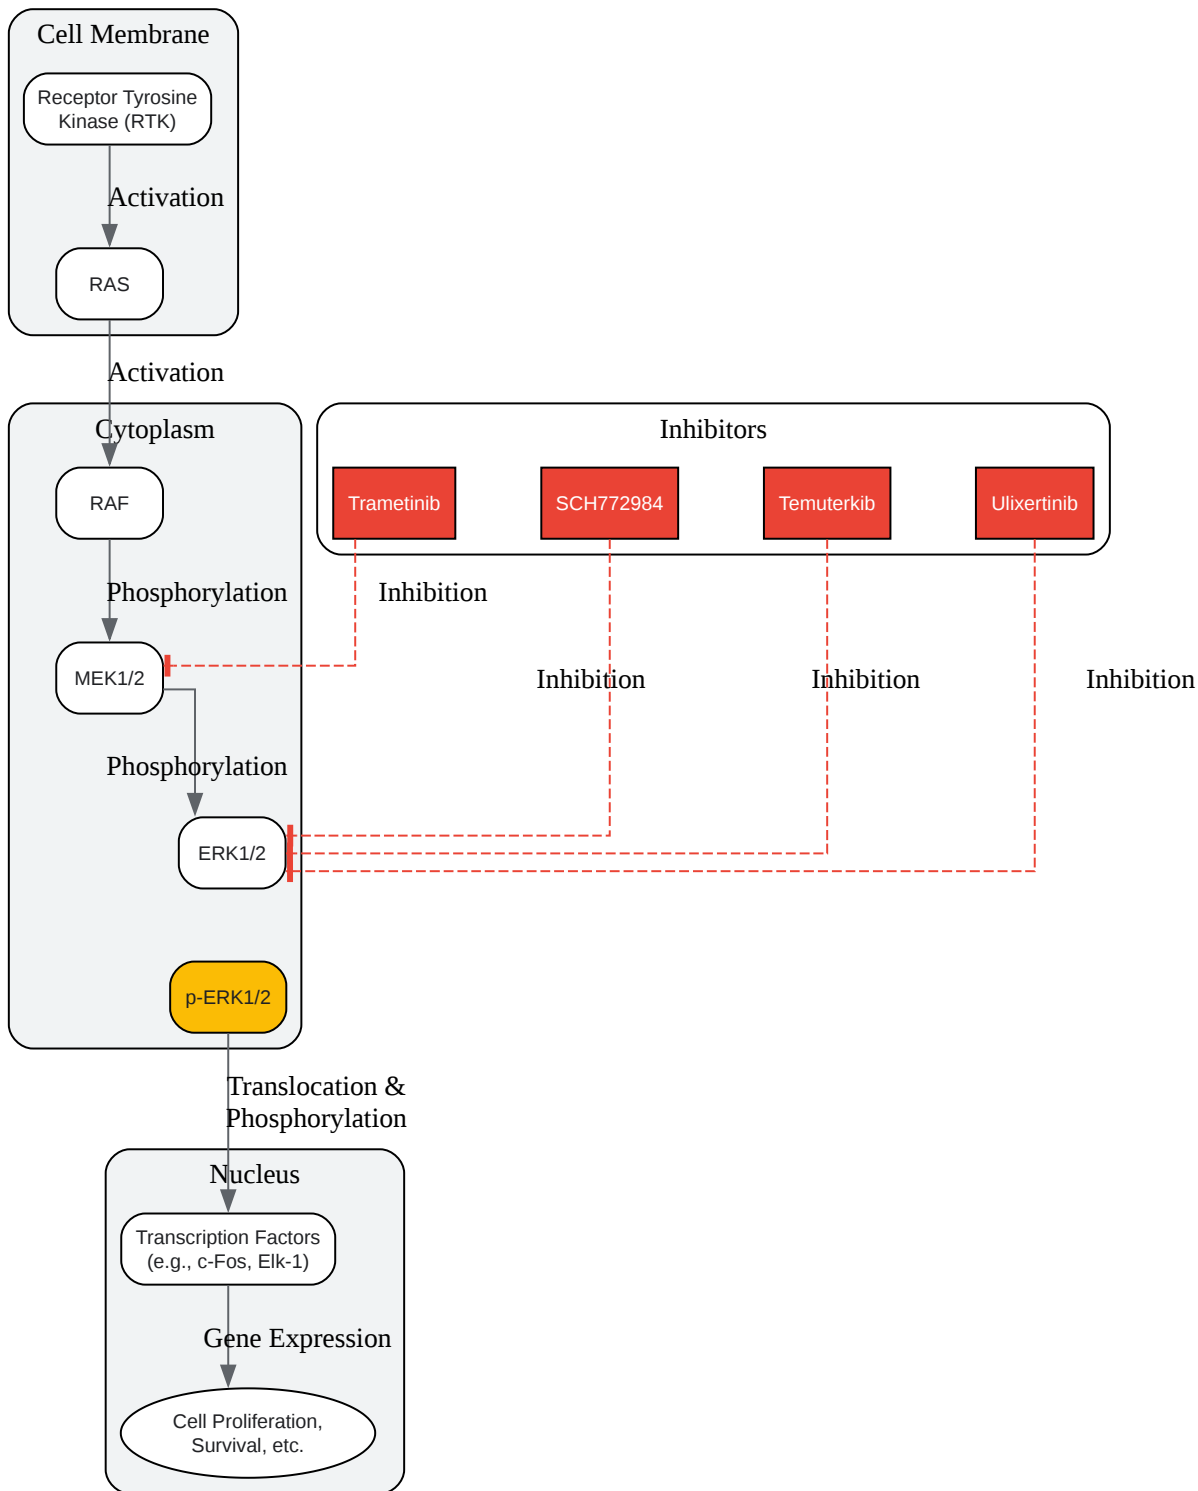 Cell Membrane
Receptor Tyrosine
Kinase (RTK)
Activation
RAS
Activation
Cytoplasm
Inhibitors
RAF
Trametinib
SCH772984
Temuterkib
Ulixertinib
Phosphorylation
Inhibition
MEK1/2
Inhibition
Inhibition
Inhibition
Phosphorylation
ERK1/2
p-ERK1/2
Translocation &
Phosphorylation
Nucleus
Transcription Factors
(e.g., c-Fos, Elk-1)
Gene Expression
Cell Proliferation,
Survival, etc.